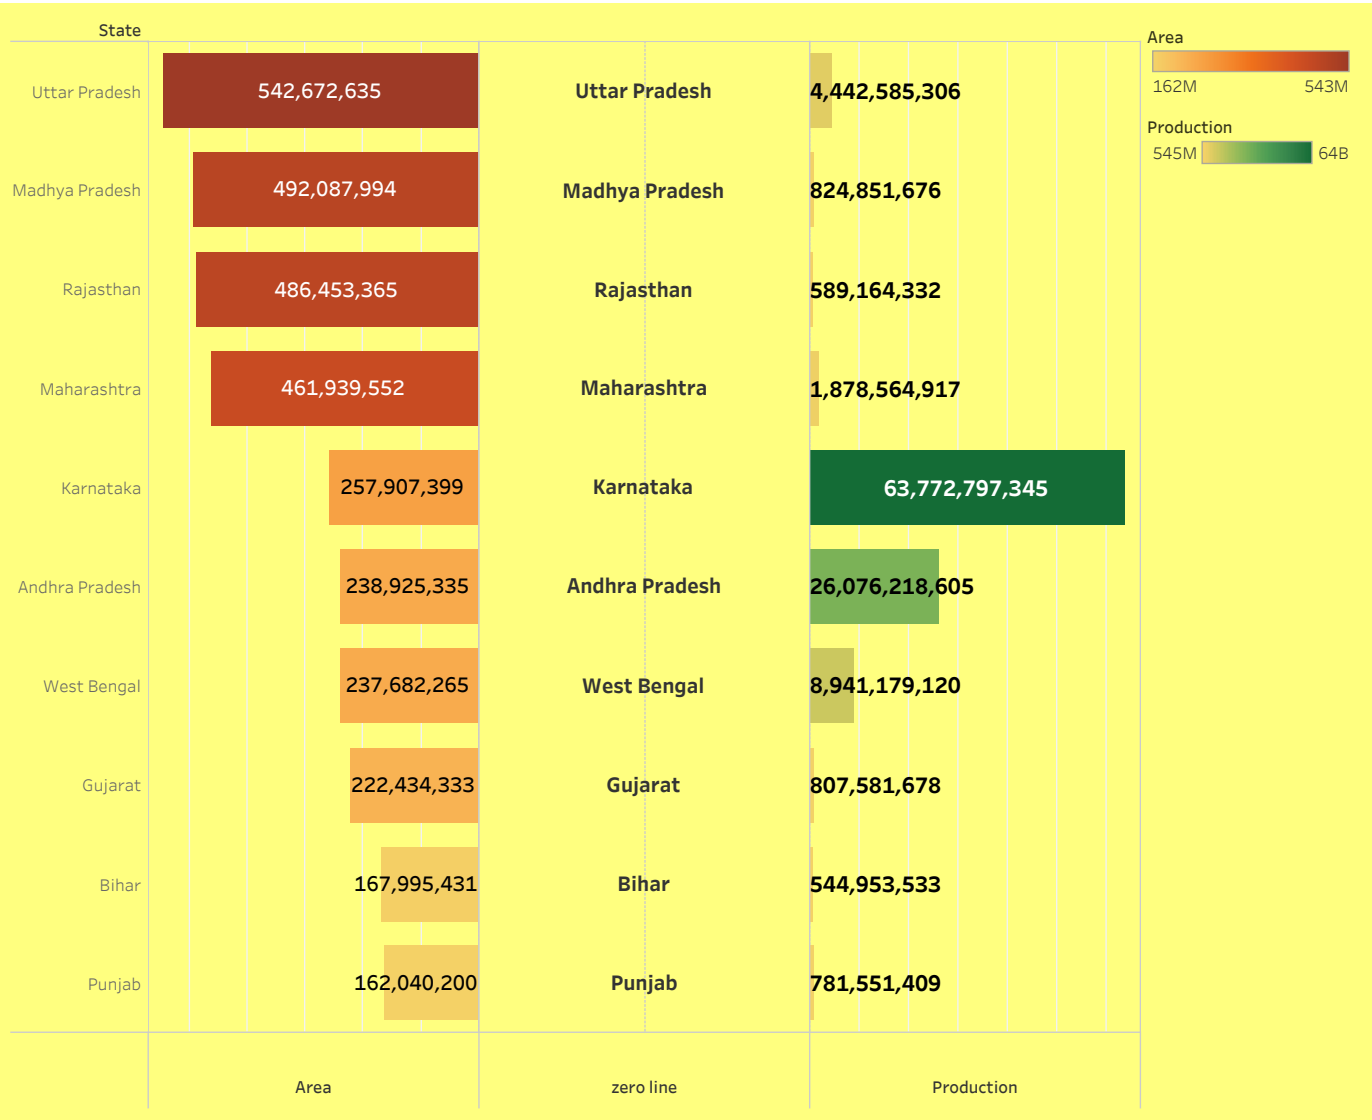 State
Uttar Pradesh 542,672,635 Uttar Pradesh 4,442,585,306
Madhya Pradesh 492,087,994 Madhya Pradesh 824,851,676
Rajasthan 486,453,365 Rajasthan 589,164,332
Maharashtra 461,939,552 Maharashtra 1,878,564,917
Karnataka 257,907,399 Karnataka 63,772,797,345
Andhra Pradesh 238,925,335 Andhra Pradesh 26,076,218,605
West Bengal 237,682,265 West Bengal 8,941,179,120
Gujarat 222,434,333 Gujarat 807,581,678
Bihar 167,995,431 Bihar 544,953,533
Punjab 162,040,200 Punjab 781,551,409
Area zero line Production
Area
162M 543M
Production
545M 64B